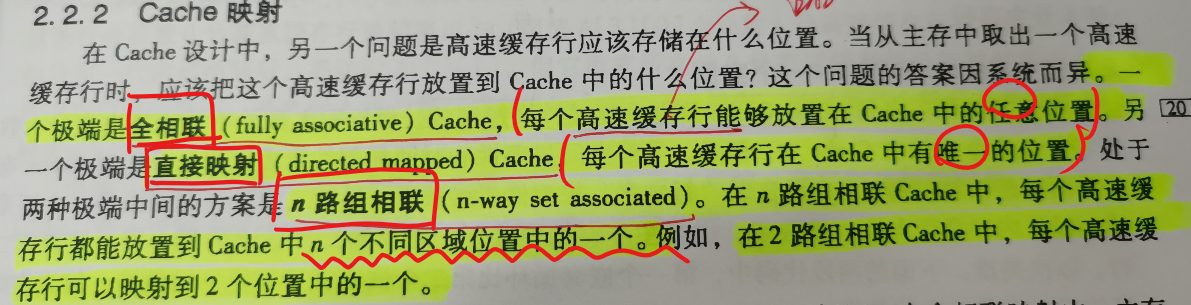 2.2.2 Cache 映射
在 Cache 设计中，另一个问题是高速缓存行应该存储在什么位置。当从主存中取出一个高速
缓存行时，应该把这个高速缓存行放置到 Cache 中的什么位置？这个问题的答案因系统而异。一
个极端是全相联（fully associative）Cache，每个高速缓存行能够放置在 Cache 中的任意位置。另
20
一个极端是直接映射（directed mapped）Cache，每个高速缓存行在 Cache 中有唯一的位置。处于
两种极端中间的方案是 n 路组相联（n-way set associated）。在 n 路组相联 Cache 中，每个高速缓
存行都能放置到 Cache 中 n 个不同区域位置中的一个。例如，在 2 路组相联 Cache 中，每个高速缓
存行可以映射到 2 个位置中的一个。